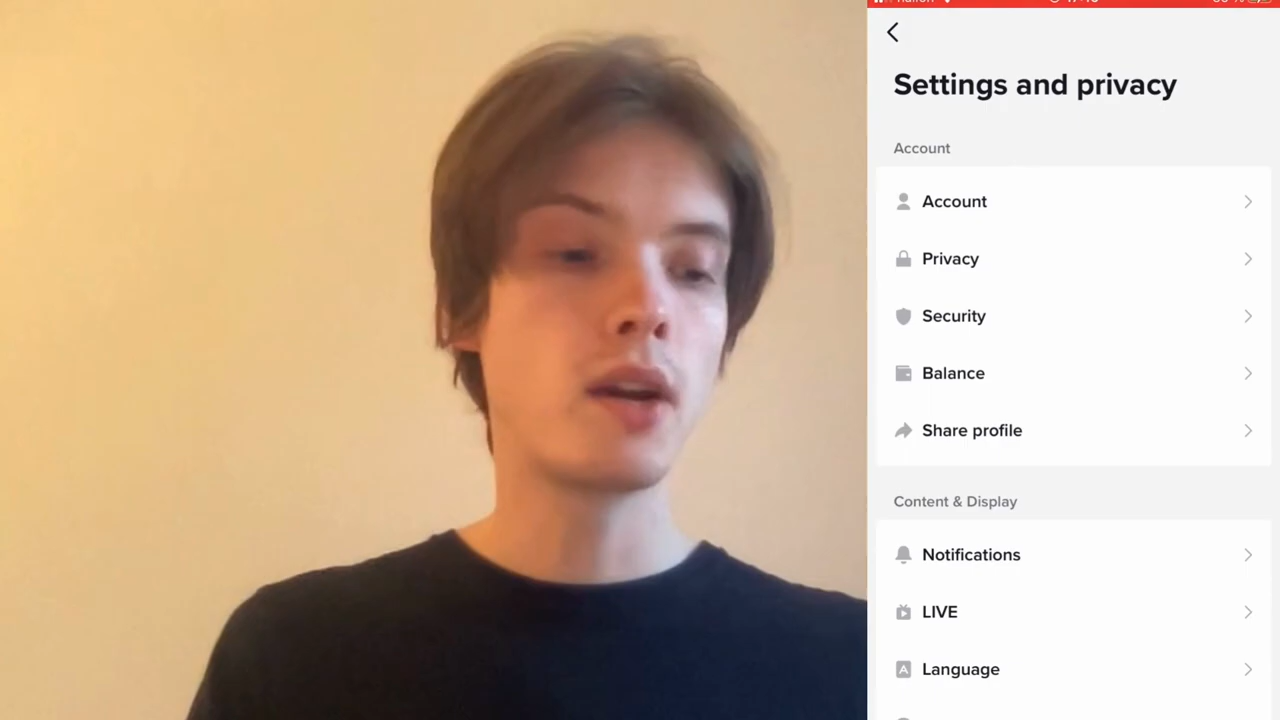 Settings and privacy
Account
Account
Privacy
Security
Balance
Share profile
Content & Display
Notifications
LIVE
Language